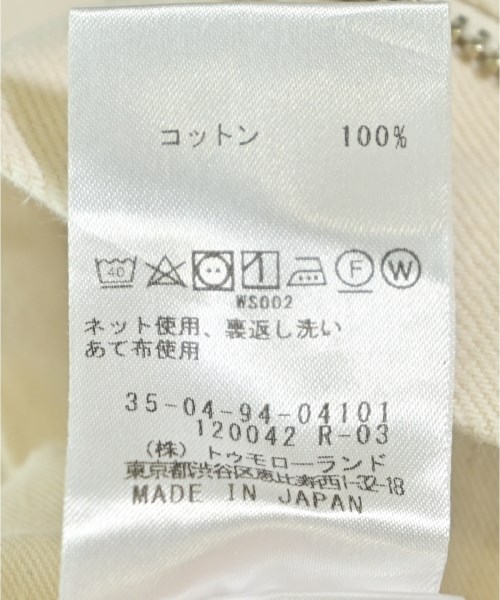 コットン 100%
40 F W
WS002
ネット使用、裏返し洗い
あて布使用
35-04-94-04101
120042 R-03
(株) トゥモローランド
東京都渋谷区恵比寿西1-32-18
MADE IN JAPAN